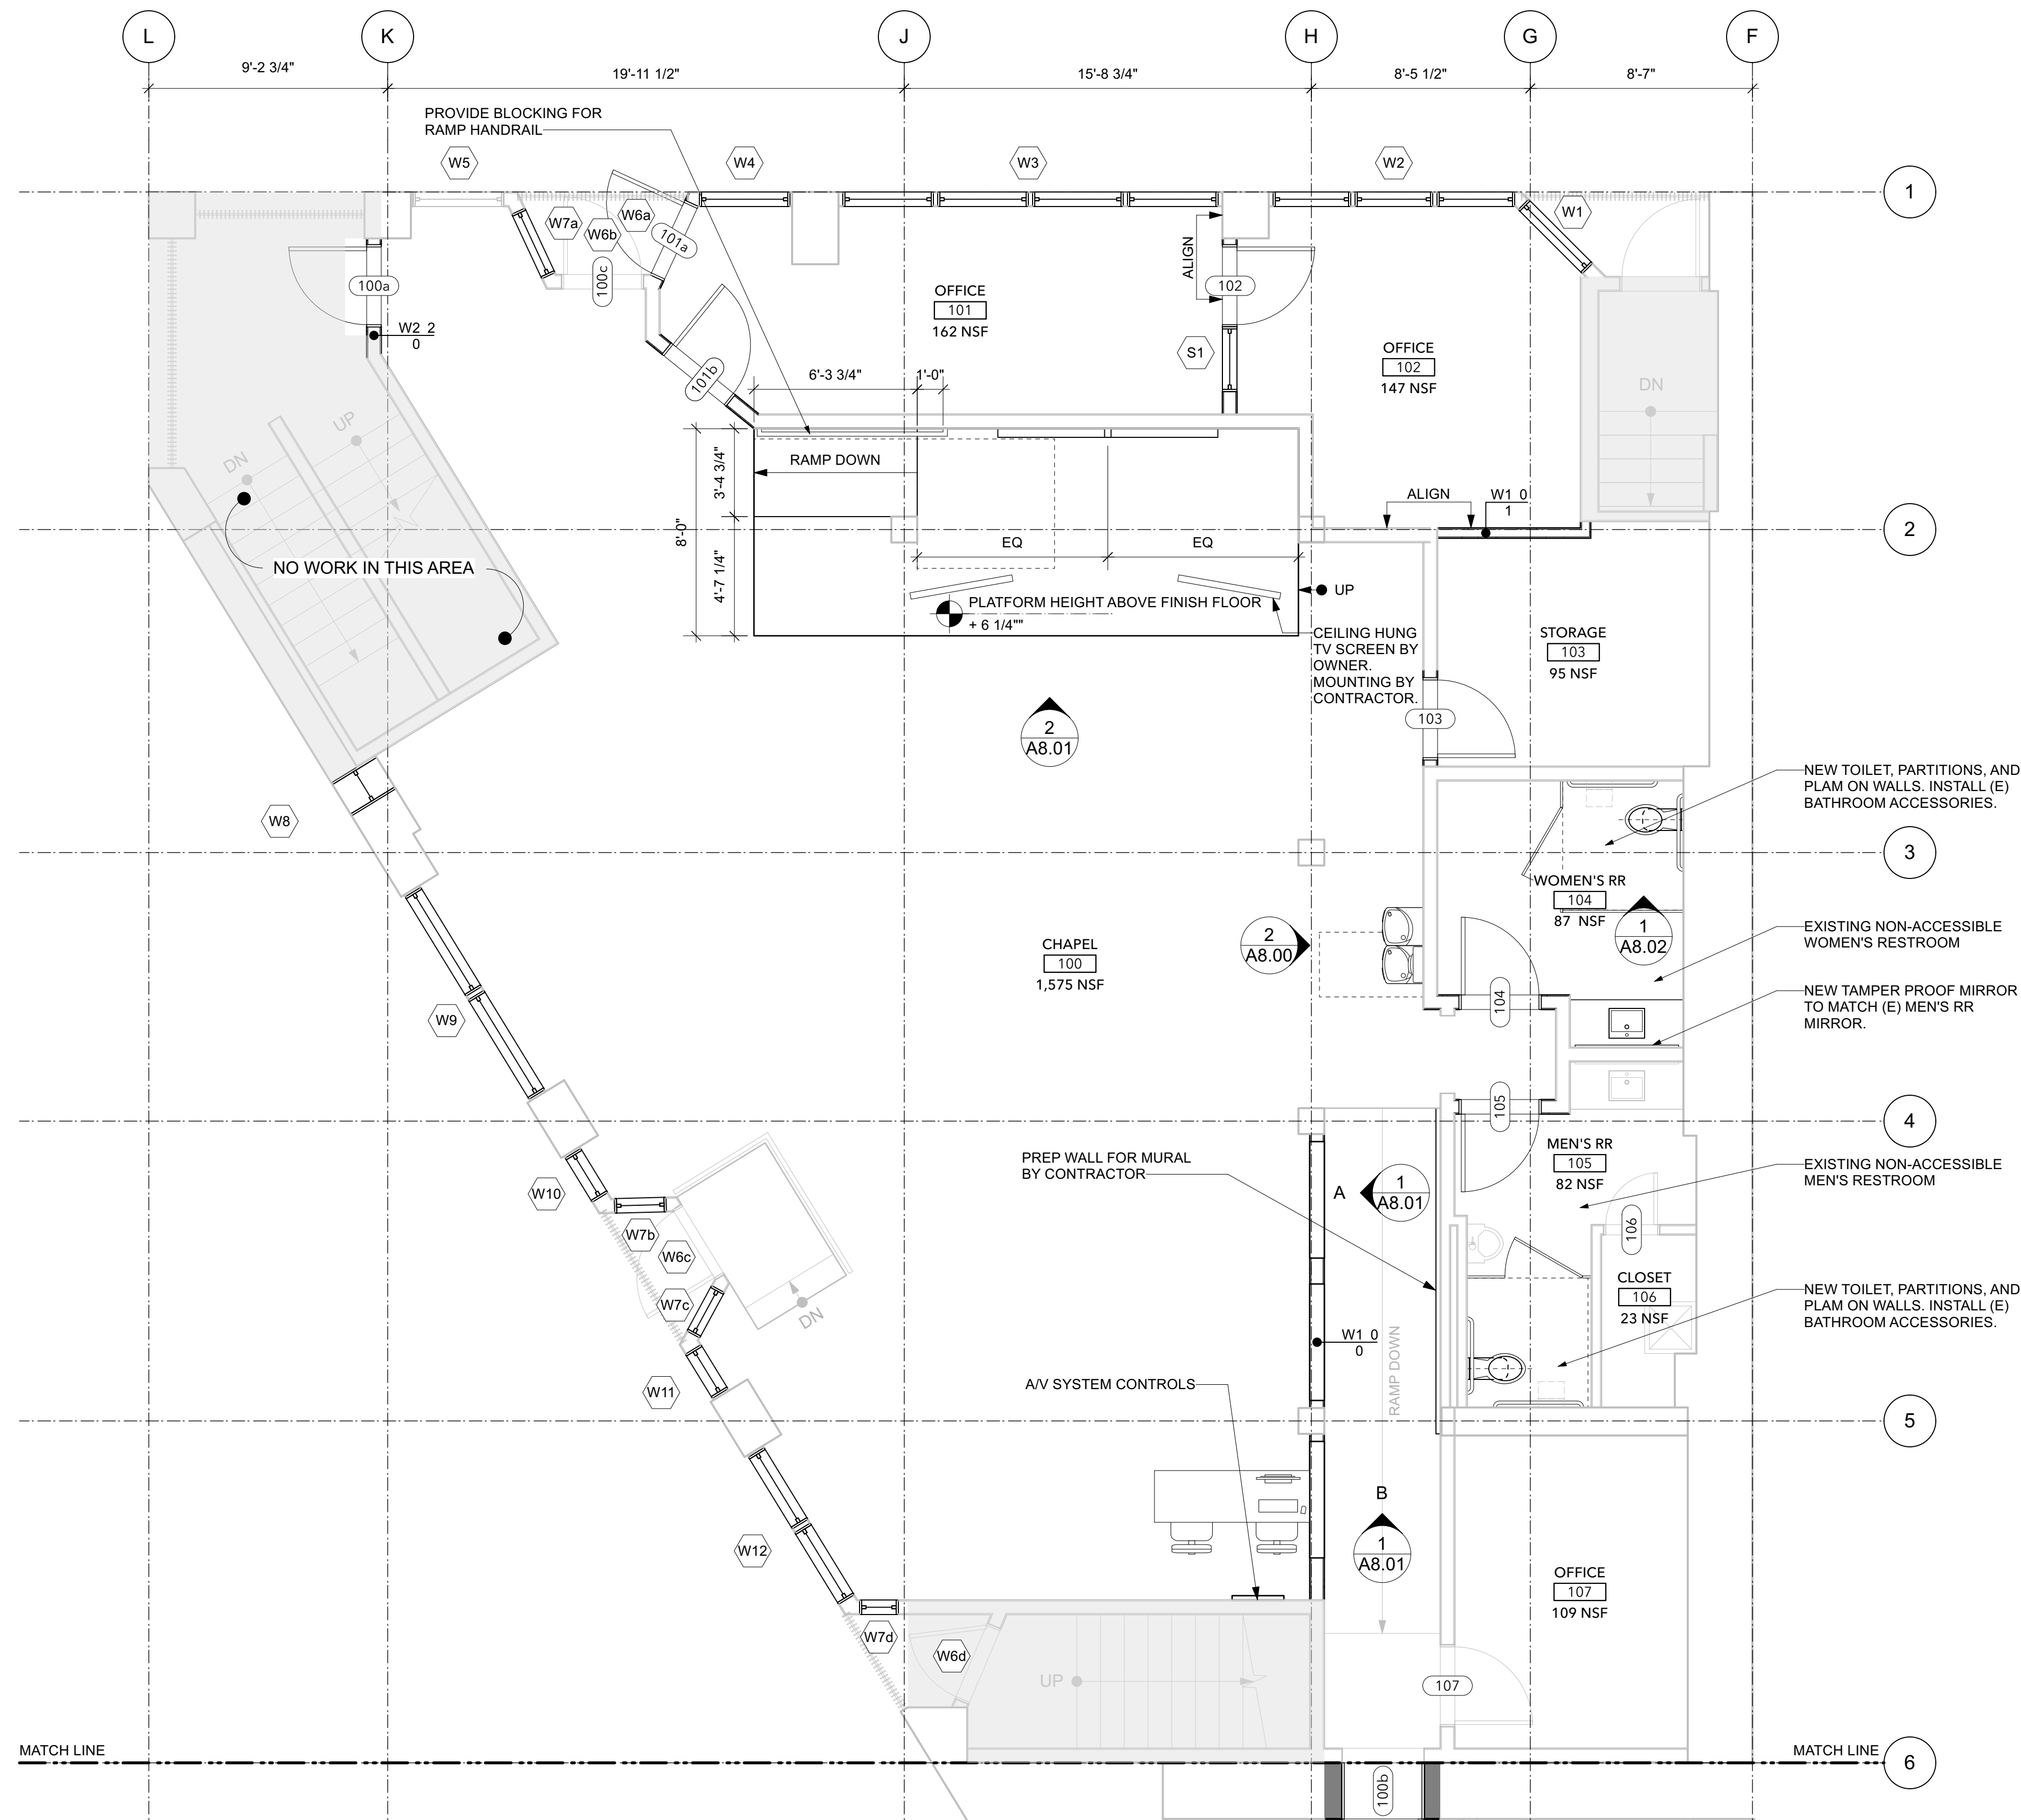 L
K
J
H
G
F
9'-2 3/4"
19'-11 1/2"
15'-8 3/4"
8'-5 1/2"
8'-7"
PROVIDE BLOCKING FOR
RAMP HANDRAIL
W5
W4
W3
W2
1
W7a
W6b
W6a
101a
W1
100c
100a
ALIGN
102
OFFICE
101
162 NSF
W2 2
0
S1
OFFICE
102
147 NSF
101b
6'-3 3/4"
1'-0"
DN
UP
DN
RAMP DOWN
3'-4 3/4"
8'-0"
4'-7 1/4"
ALIGN
W1 0
1
2
EQ
EQ
NO WORK IN THIS AREA
UP
PLATFORM HEIGHT ABOVE FINISH FLOOR
+ 6 1/4""
CEILING HUNG
TV SCREEN BY
OWNER.
MOUNTING BY
CONTRACTOR.
STORAGE
103
95 NSF
103
2
A8.01
NEW TOILET, PARTITIONS, AND
PLAM ON WALLS. INSTALL (E)
BATHROOM ACCESSORIES.
W8
3
WOMEN'S RR
104
87 NSF
1
A8.02
EXISTING NON-ACCESSIBLE
WOMEN'S RESTROOM
2
A8.00
CHAPEL
100
1,575 NSF
104
NEW TAMPER PROOF MIRROR
TO MATCH (E) MEN'S RR
MIRROR.
W9
105
4
MEN'S RR
105
82 NSF
EXISTING NON-ACCESSIBLE
MEN'S RESTROOM
PREP WALL FOR MURAL
BY CONTRACTOR
A
1
A8.01
W10
W7b
W6c
106
W7c
DN
CLOSET
106
23 NSF
NEW TOILET, PARTITIONS, AND
PLAM ON WALLS. INSTALL (E)
BATHROOM ACCESSORIES.
W1 0
0
RAMP DOWN
W11
A/V SYSTEM CONTROLS
5
B
1
A8.01
W12
OFFICE
107
109 NSF
W7d
W6d
UP
107
MATCH LINE
MATCH LINE
6
100b